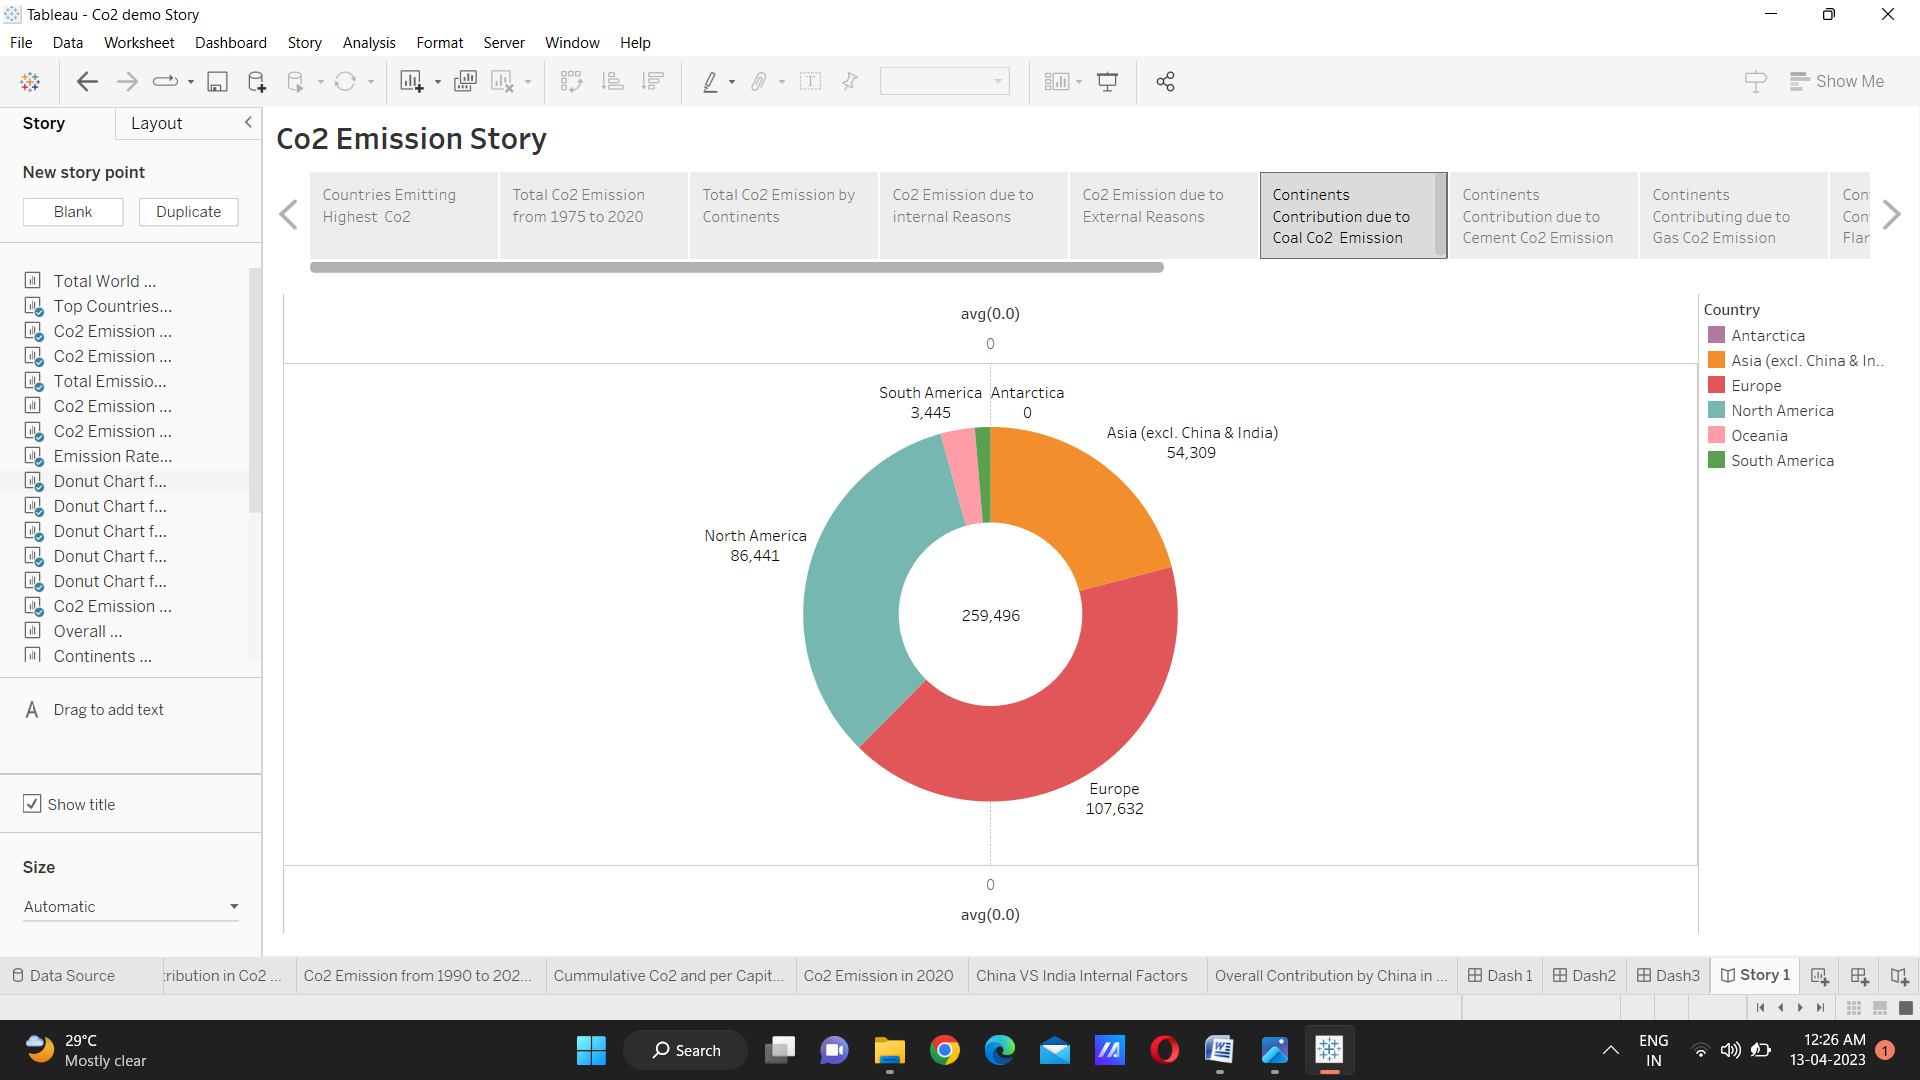 Tableau - Co2 demo Story
File Data Worksheet Dashboard Story Analysis Format Server Window Help
Show Me
Story Layout
New story point
Blank Duplicate
Total World ...
Top Countries...
Co2 Emission ...
Co2 Emission ...
Total Emissio...
Co2 Emission ...
Co2 Emission ...
Emission Rate...
Donut Chart f...
Donut Chart f...
Donut Chart f...
Donut Chart f...
Donut Chart f...
Co2 Emission ...
Overall ...
Continents ...
A Drag to add text
Show title
Size
Automatic
Co2 Emission Story
Countries Emitting
Highest Co2
Total Co2 Emission
from 1975 to 2020
Total Co2 Emission by
Continents
Co2 Emission due to
internal Reasons
Co2 Emission due to
External Reasons
Continents
Contribution due to
Coal Co2 Emission
Continents
Contribution due to
Cement Co2 Emission
Continents
Contributing due to
Gas Co2 Emission
Con
Con
Flar
avg(0.0)
0
South America
3,445
Antarctica
0
Asia (excl. China & India)
54,309
North America
86,441
259,496
Europe
107,632
0
avg(0.0)
Country
Antarctica
Asia (excl. China & In..
Europe
North America
Oceania
South America
Data Source
tribution in Co2 ...
Co2 Emission from 1990 to 202...
Cummulative Co2 and per Capit...
Co2 Emission in 2020
China VS India Internal Factors
Overall Contribution by China in ...
Dash 1
Dash2
Dash3
Story 1
29°C
Mostly clear
Search
ENG
IN
12:26 AM
13-04-2023
1